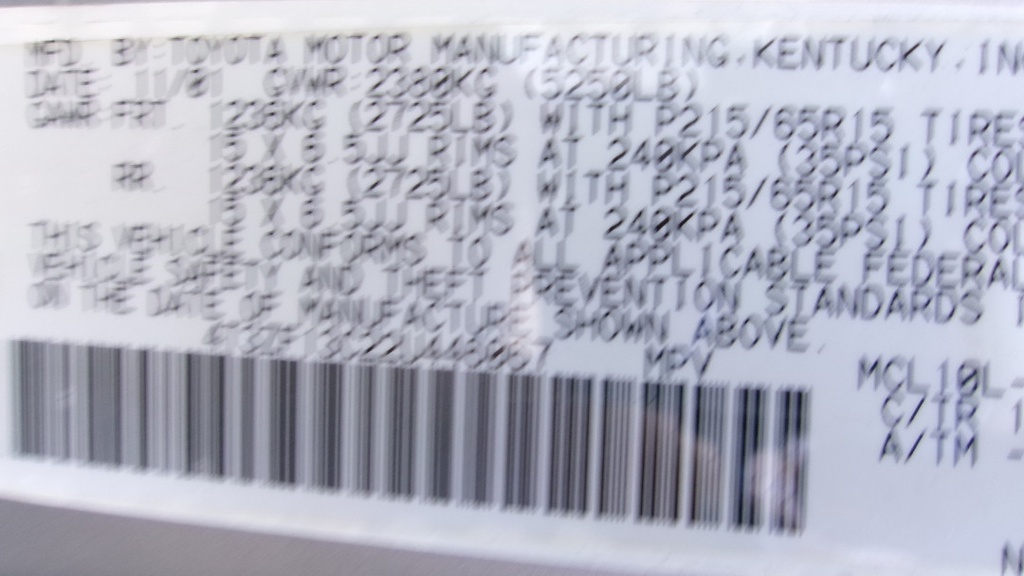 MFD. BY TOYOTA MOTOR MANUFACTURING, KENTUCKY, IN
DATE: 11/01 GVWR:2380KG (5250LB)
GAWR:FRT. 1236KG (2725LB) WITH P215/65R15 TIRES
15 X 6.5JJ RIMS AT 240KPA (35PSI) COL
RR. 1236KG (2725LB) WITH P215/65R15 TIRES
15 X 6.5JJ RIMS AT 240KPA (35PSI) COL
THIS VEHICLE CONFORMS TO ALL APPLICABLE FEDERAL
VEHICLE SAFETY AND THEFT PREVENTION STANDARDS
ON THE DATE OF MANUFACTURE SHOWN ABOVE.
MPV
MCL10L-
C/TR 1
A/TM -
N